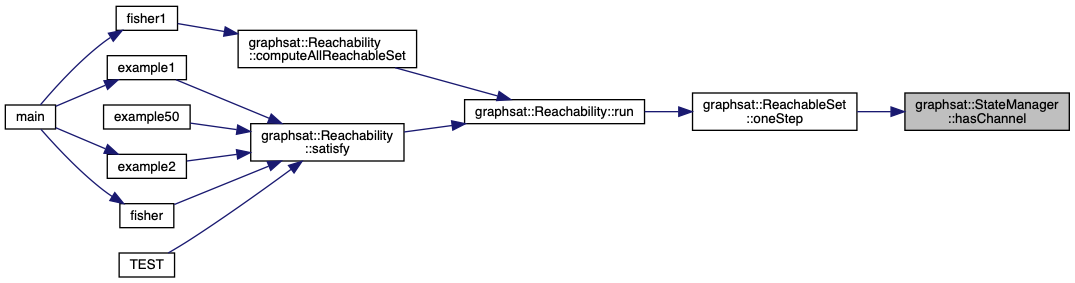 fisher1
graphsat::Reachability
::computeAllReachableSet
example1
main
example50
graphsat::Reachability
::satisfy
graphsat::Reachability::run
graphsat::ReachableSet
::oneStep
graphsat::StateManager
::hasChannel
example2
fisher
TEST